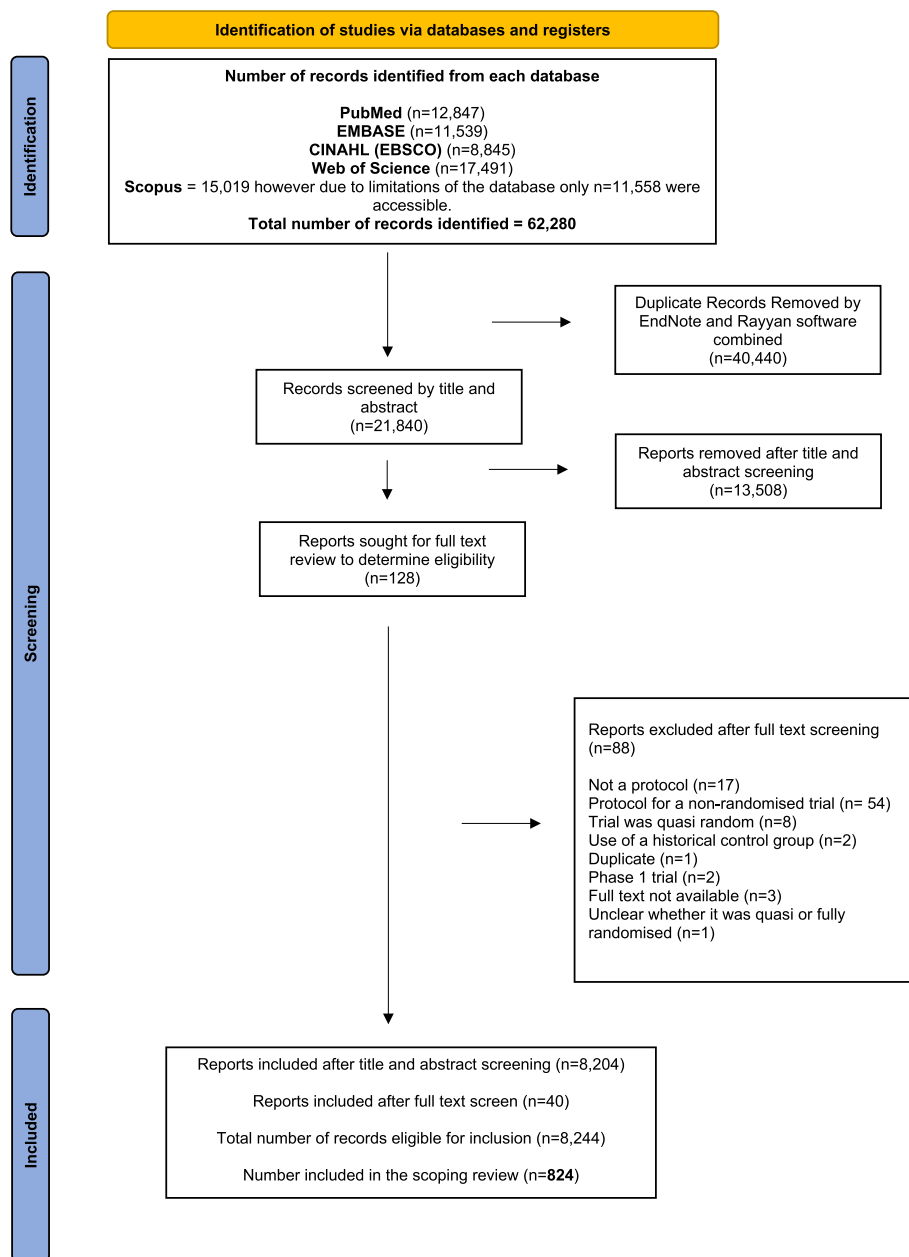 Identification of studies via databases and registers
Identification
Number of records identified from each database
PubMed (n=12,847)
EMBASE (n=11,539)
CINAHL (EBSCO) (n=8,845)
Web of Science (n=17,491)
Scopus = 15,019 however due to limitations of the database only n=11,558 were
accessible.
Total number of records identified = 62,280
Screening
Duplicate Records Removed by
EndNote and Rayyan software
combined
(n=40,440)
Records screened by title and
abstract
(n=21,840)
Reports removed after title and
abstract screening
(n=13,508)
Reports sought for full text
review to determine eligibility
(n=128)
Reports excluded after full text screening
(n=88)
Not a protocol (n=17)
Protocol for a non-randomised trial (n= 54)
Trial was quasi random (n=8)
Use of a historical control group (n=2)
Duplicate (n=1)
Phase 1 trial (n=2)
Full text not available (n=3)
Unclear whether it was quasi or fully
randomised (n=1)
Included
Reports included after title and abstract screening (n=8,204)
Reports included after full text screen (n=40)
Total number of records eligible for inclusion (n=8,244)
Number included in the scoping review (n=824)